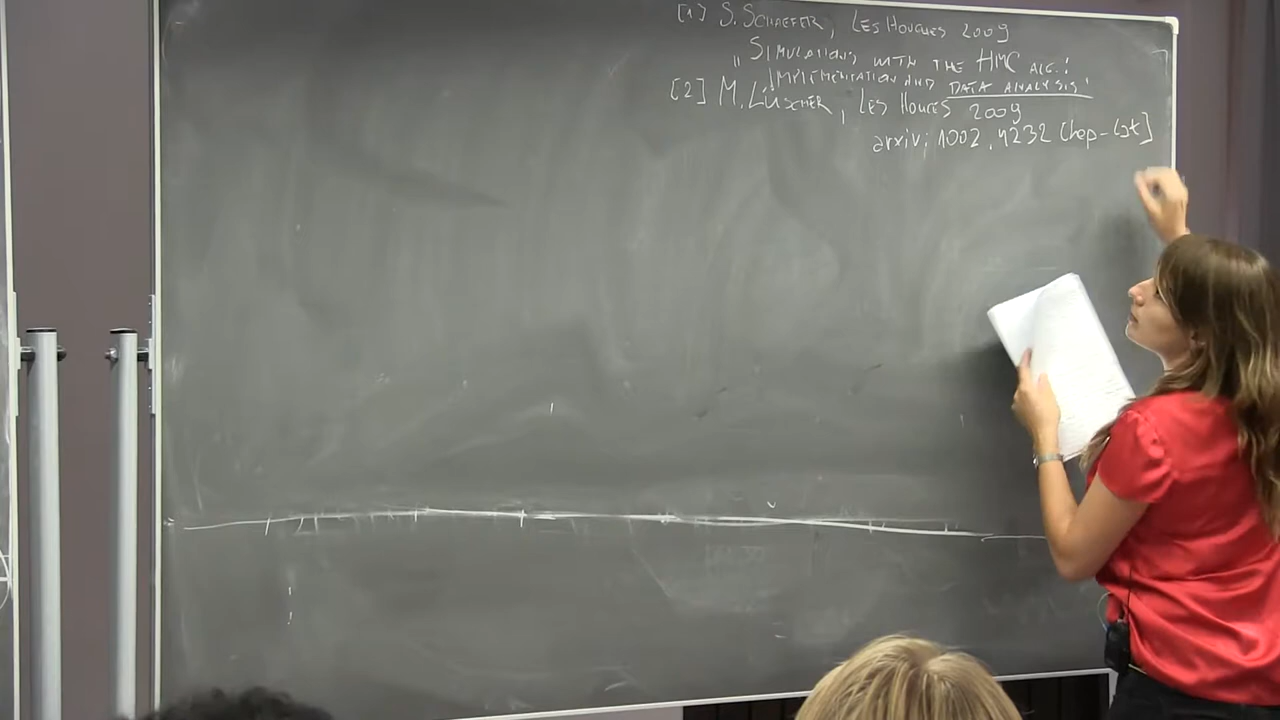 [1] S. SCHAEFER, LES HOUCHES 2009
„SIMULATIONS WITH THE HMC ALG.:
IMPLEMENTATION AND DATA ANALYSIS'
[2] M. LÜSCHER, LES HOUCES 2009
arxiv: 1002.4232 [hep-lat]